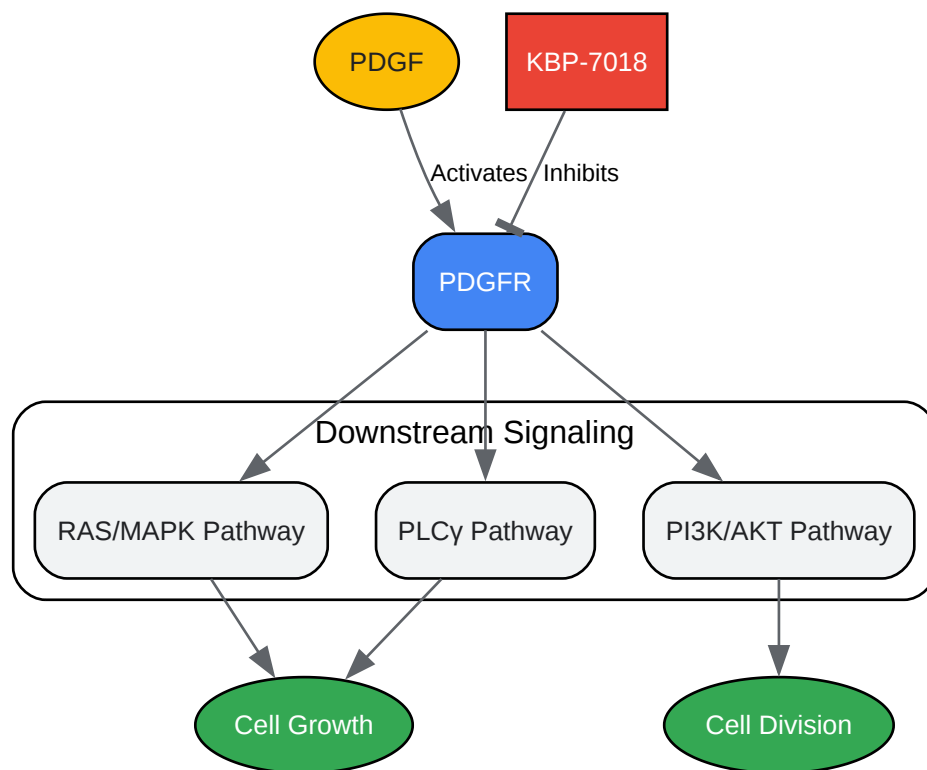 PDGF
KBP-7018
Activates
Inhibits
PDGFR
Downstream Signaling
RAS/MAPK Pathway
PLCγ Pathway
PI3K/AKT Pathway
Cell Growth
Cell Division